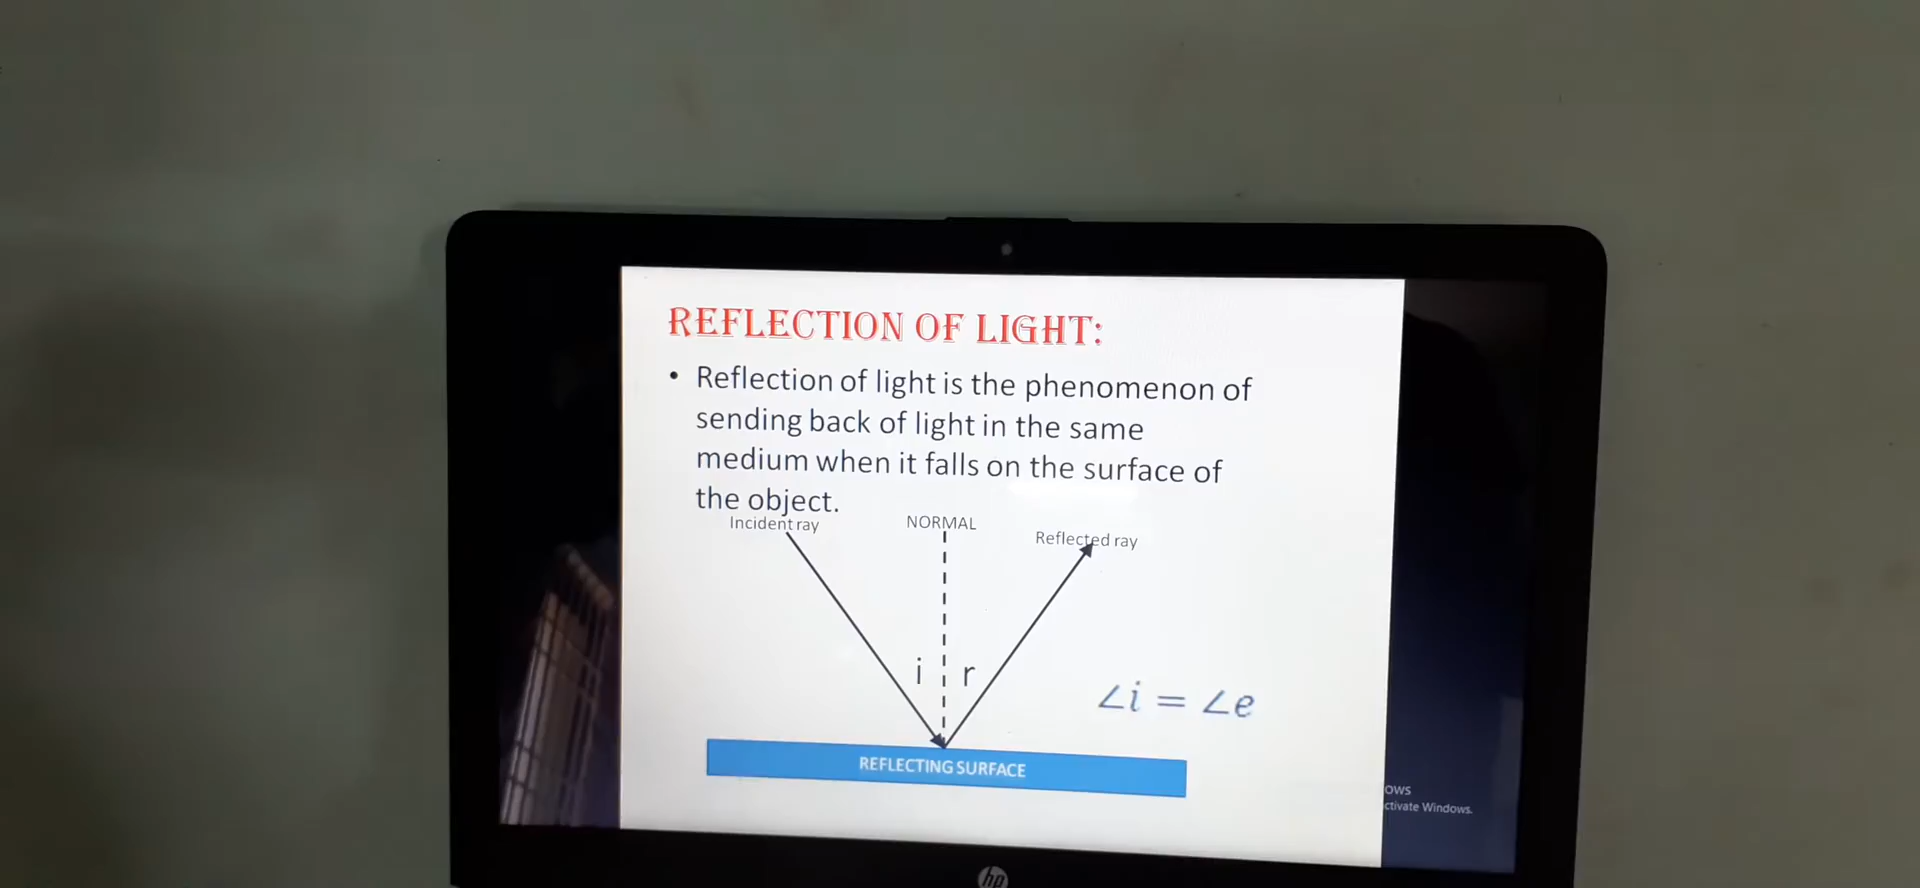 REFLECTION OF LIGHT:
• Reflection of light is the phenomenon of
sending back of light in the same
medium when it falls on the surface of
the object.
Incident ray
NORMAL
Reflected ray
i
r
∠i = ∠e
REFLECTING SURFACE
ows
ctivate Windows.
hp